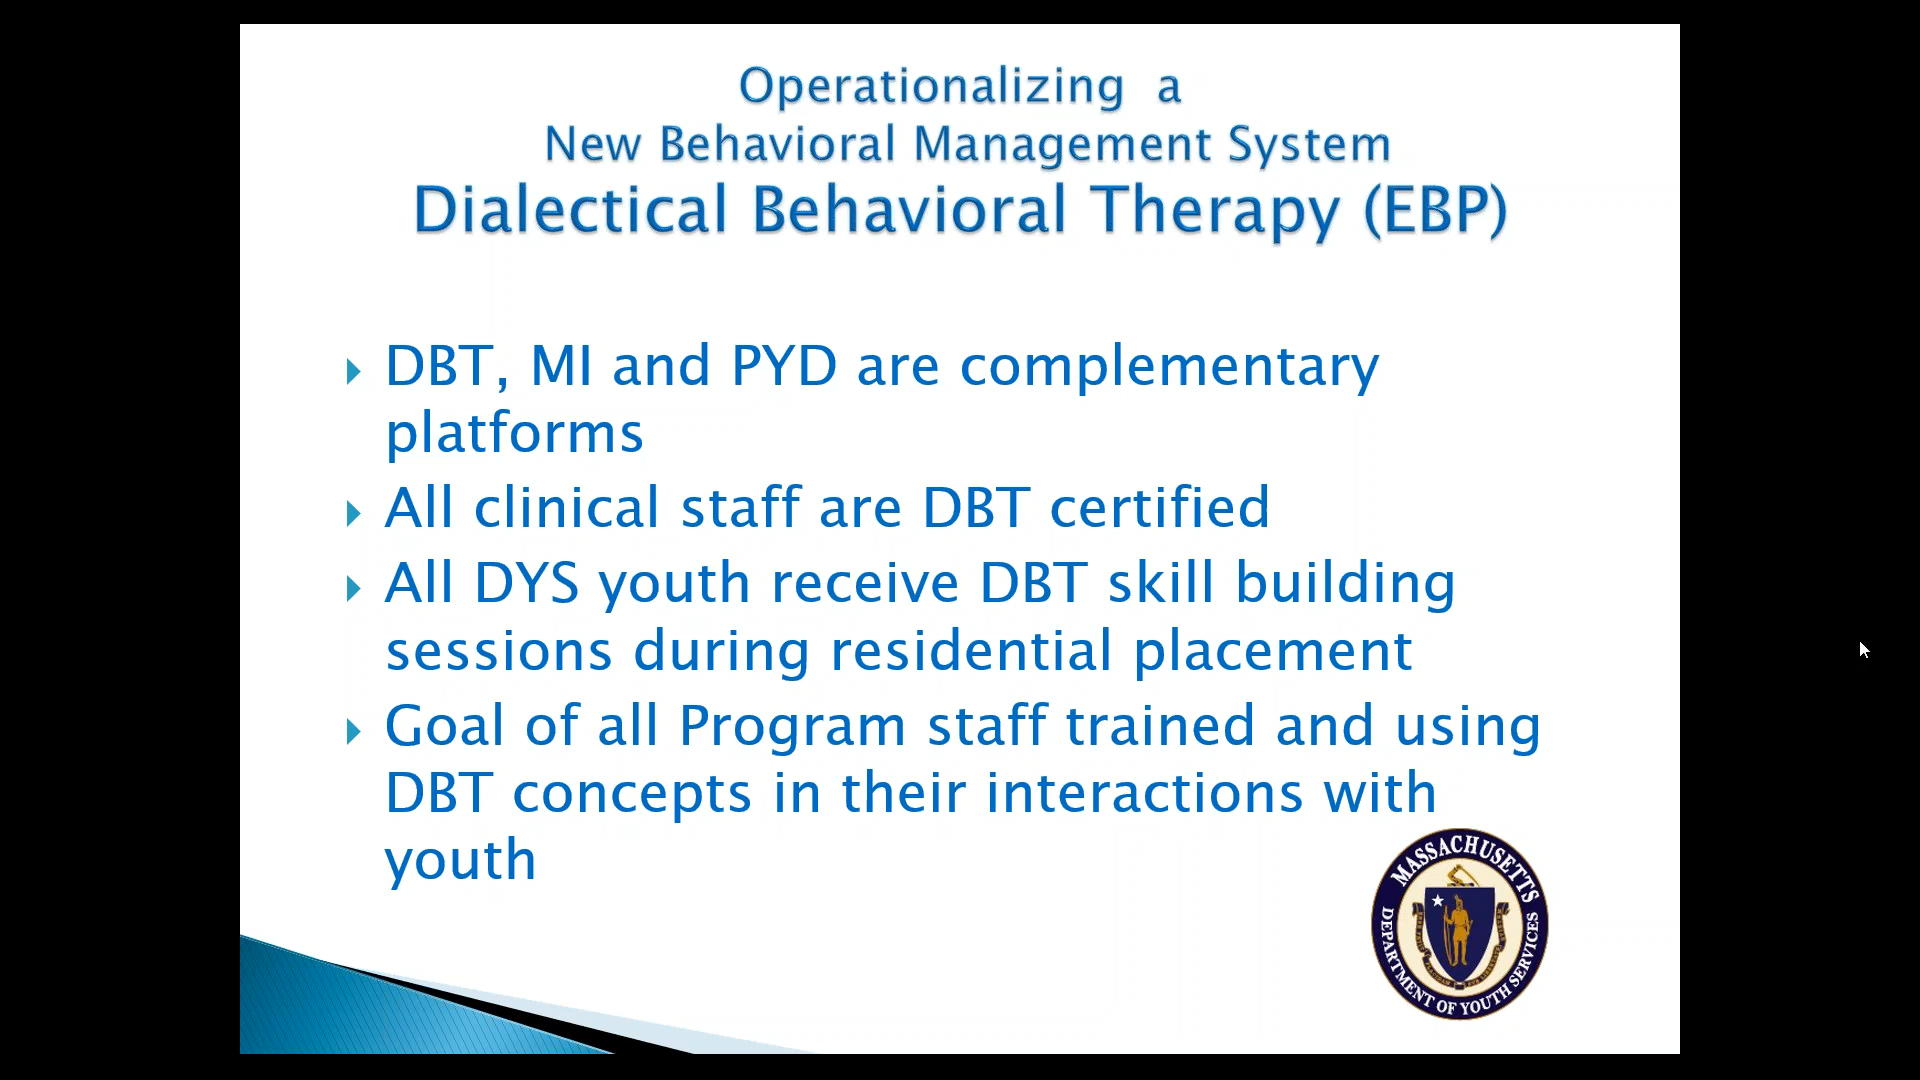 Operationalizing a
New Behavioral Management System
Dialectical Behavioral Therapy (EBP)
DBT, MI and PYD are complementary
platforms
All clinical staff are DBT certified
All DYS youth receive DBT skill building
sessions during residential placement
Goal of all Program staff trained and using
DBT concepts in their interactions with
youth
MASSACHUSETTS
DEPARTMENT OF YOUTH SERVICES